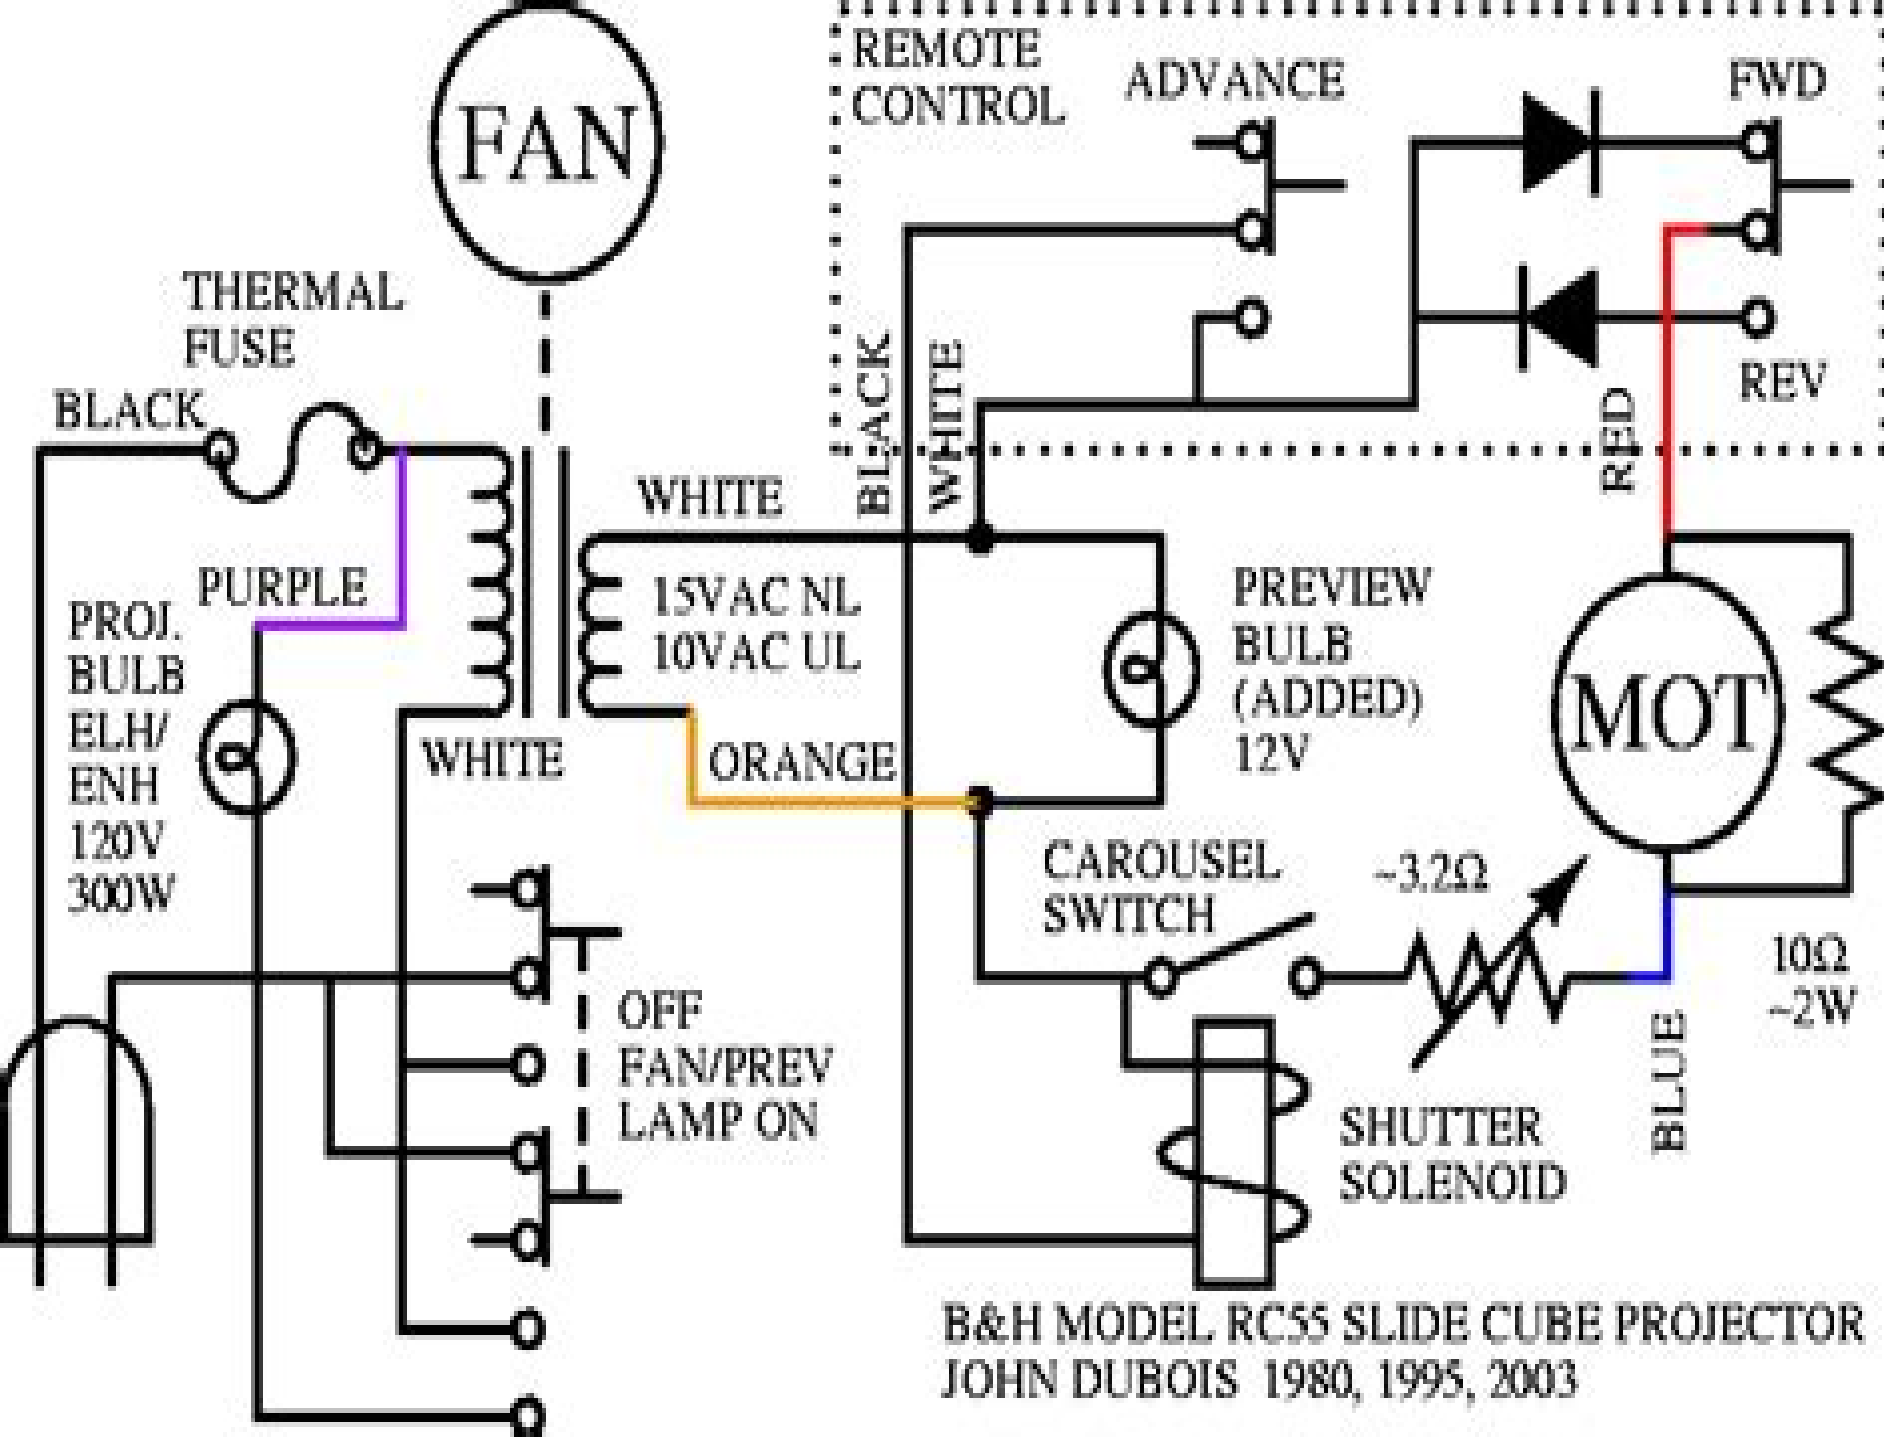 FAN
REMOTE
CONTROL
ADVANCE
FWD
THERMAL
FUSE
BLACK
BLACK
WHITE
RED
REV
WHITE
PURPLE
15VAC NL
10VAC UL
PROJ.
BULB
ELH/
ENH
120V
300W
WHITE
ORANGE
PREVIEW
BULB
(ADDED)
12V
MOT
CAROUSEL
SWITCH
~3.2Ω
10Ω
~2W
BLUE
OFF
FAN/PREV
LAMP ON
SHUTTER
SOLENOID
B&H MODEL RC55 SLIDE CUBE PROJECTOR
JOHN DUBOIS 1980, 1995, 2003